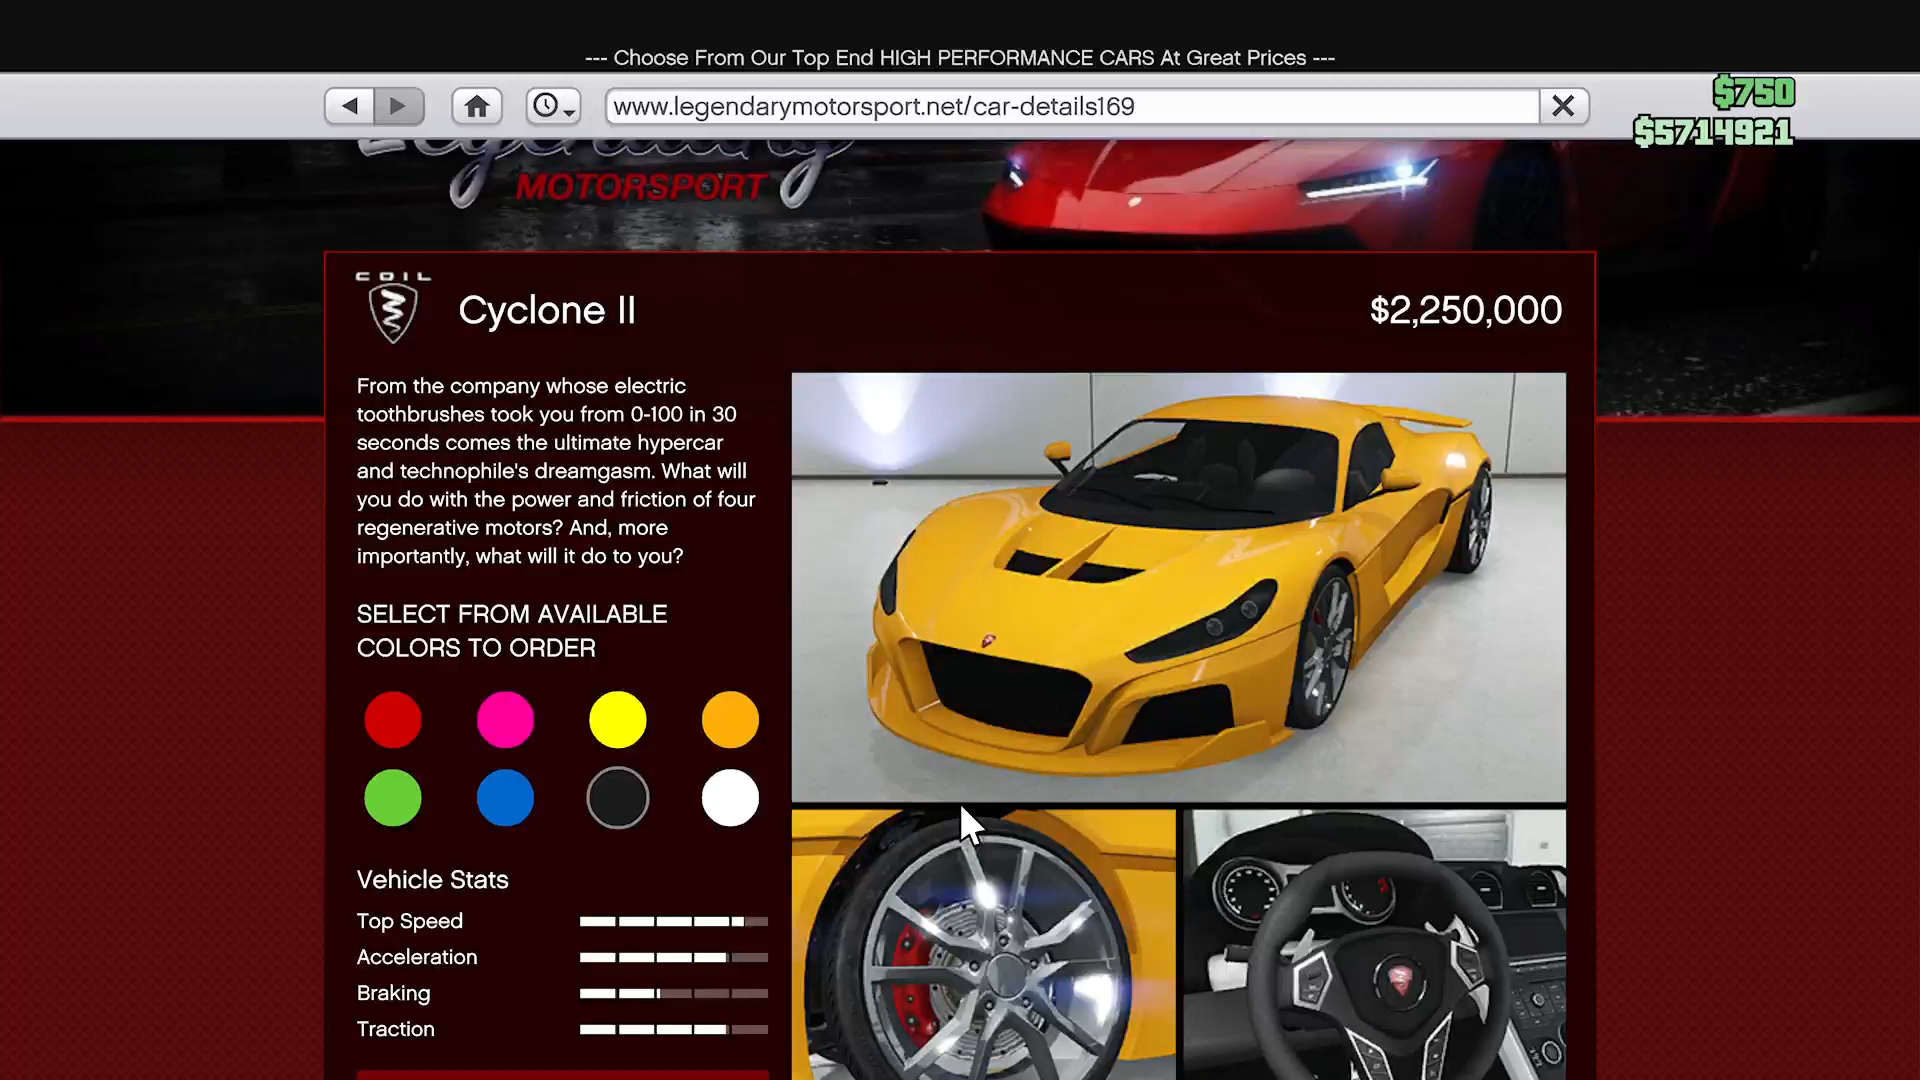 --- Choose From Our Top End HIGH PERFORMANCE CARS At Great Prices ---
www.legendarymotorsport.net/car-details169
$750
$5714921
Legendary
MOTORSPORT
COIL
Cyclone II
$2,250,000
From the company whose electric
toothbrushes took you from 0-100 in 30
seconds comes the ultimate hypercar
and technophile's dreamgasm. What will
you do with the power and friction of four
regenerative motors? And, more
importantly, what will it do to you?
SELECT FROM AVAILABLE
COLORS TO ORDER
Vehicle Stats
Top Speed
Acceleration
Braking
Traction